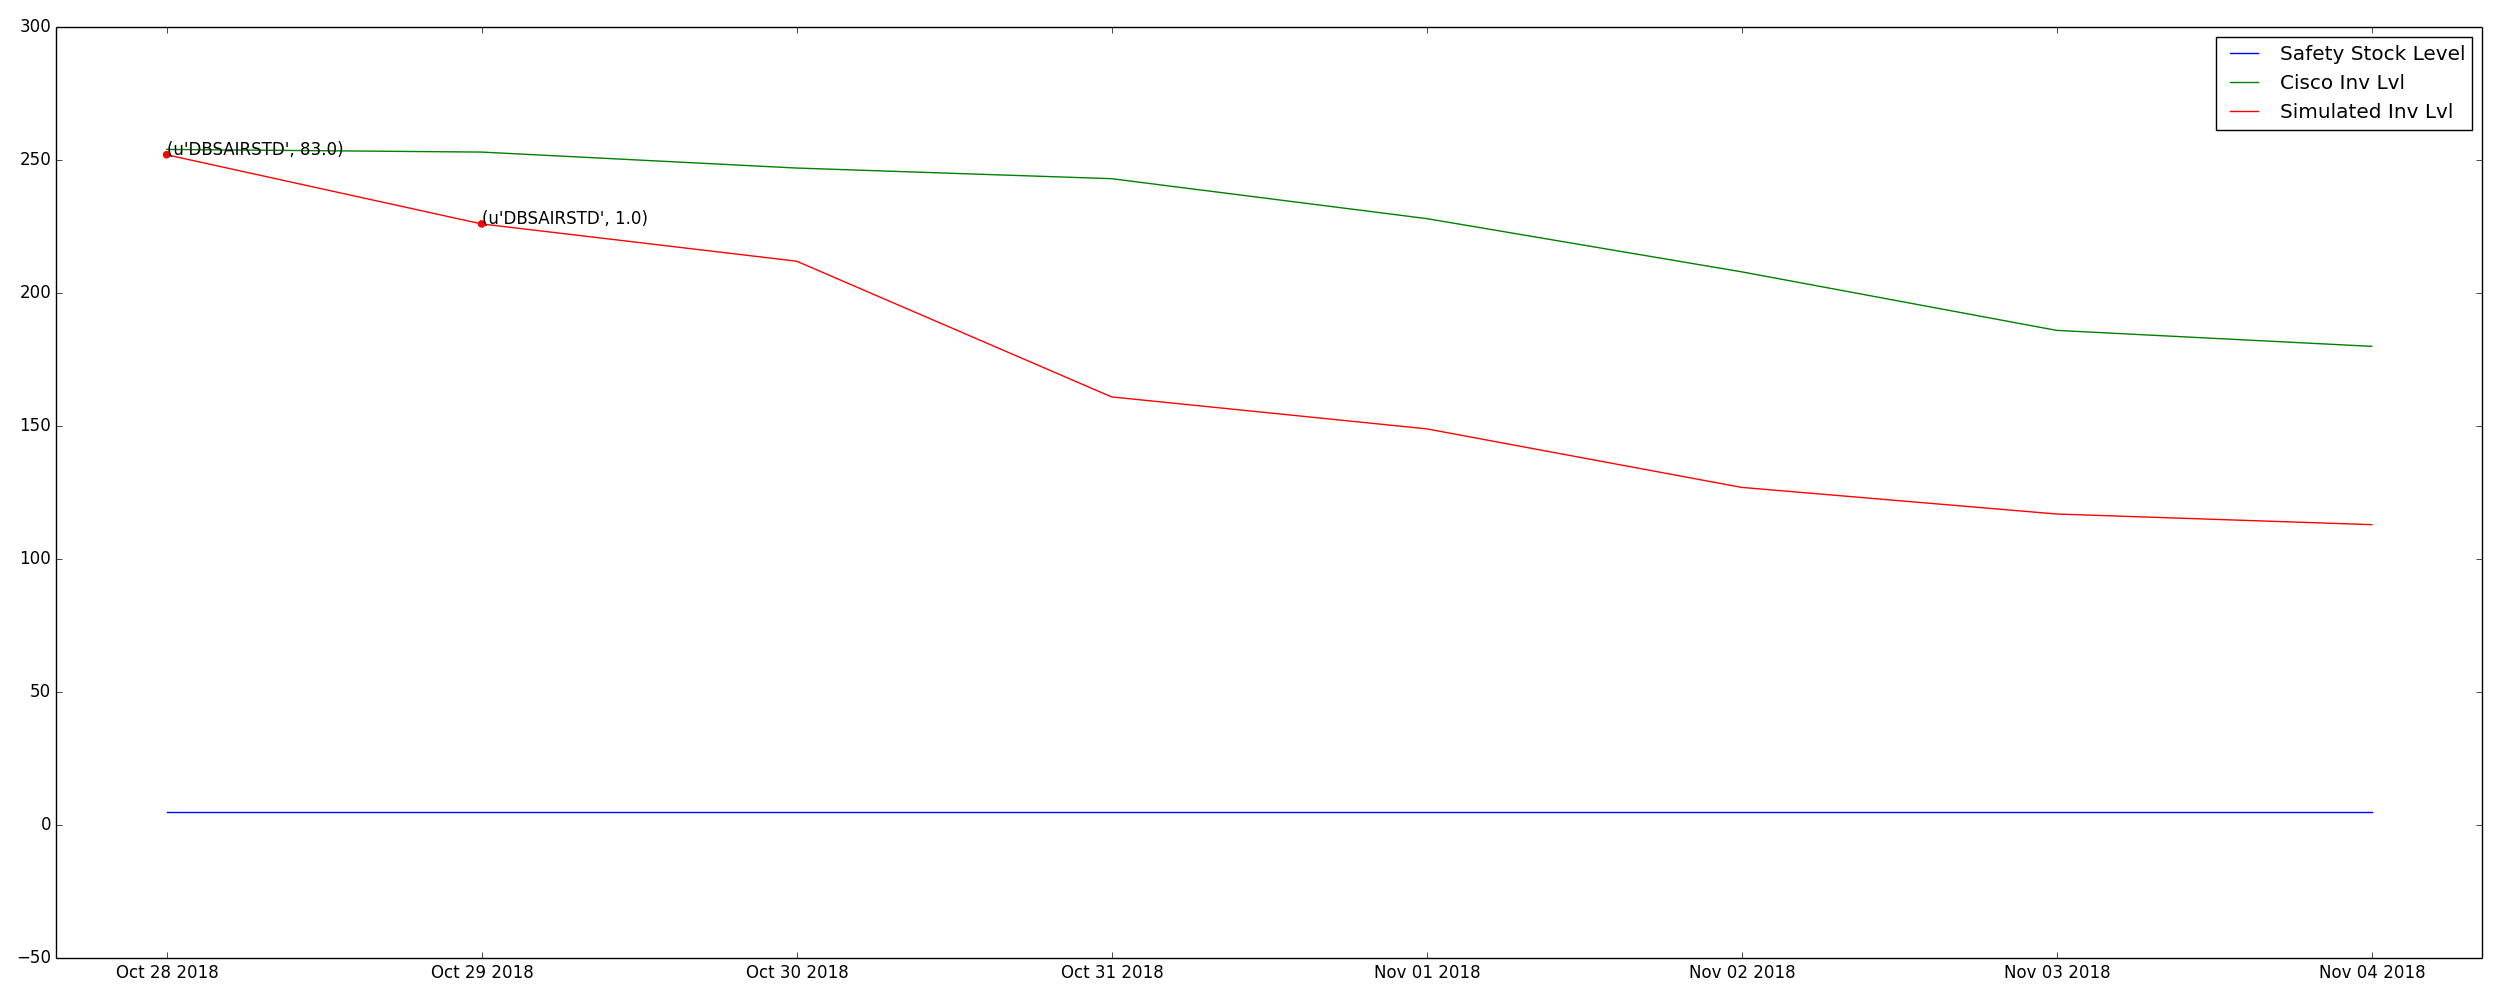 300
250
200
150
100
50
0
−50
Safety Stock Level
Cisco Inv Lvl
Simulated Inv Lvl
(u'DBSAIRSTD', 83.0)
(u'DBSAIRSTD', 1.0)
Oct 28 2018 Oct 29 2018 Oct 30 2018 Oct 31 2018 Nov 01 2018 Nov 02 2018 Nov 03 2018 Nov 04 2018